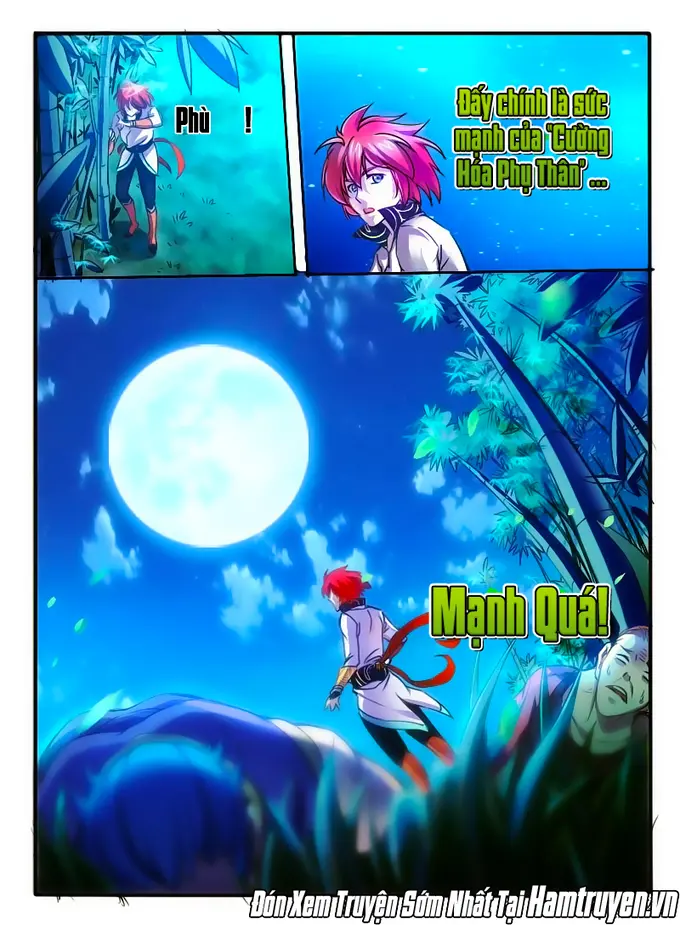 Phù !
Đấy chính là sức
mạnh của "Cường
Hóa Phụ Thân" ...
Mạnh Quá!
Đón Xem Truyện Sớm Nhất Tại Hamtruyen.vn